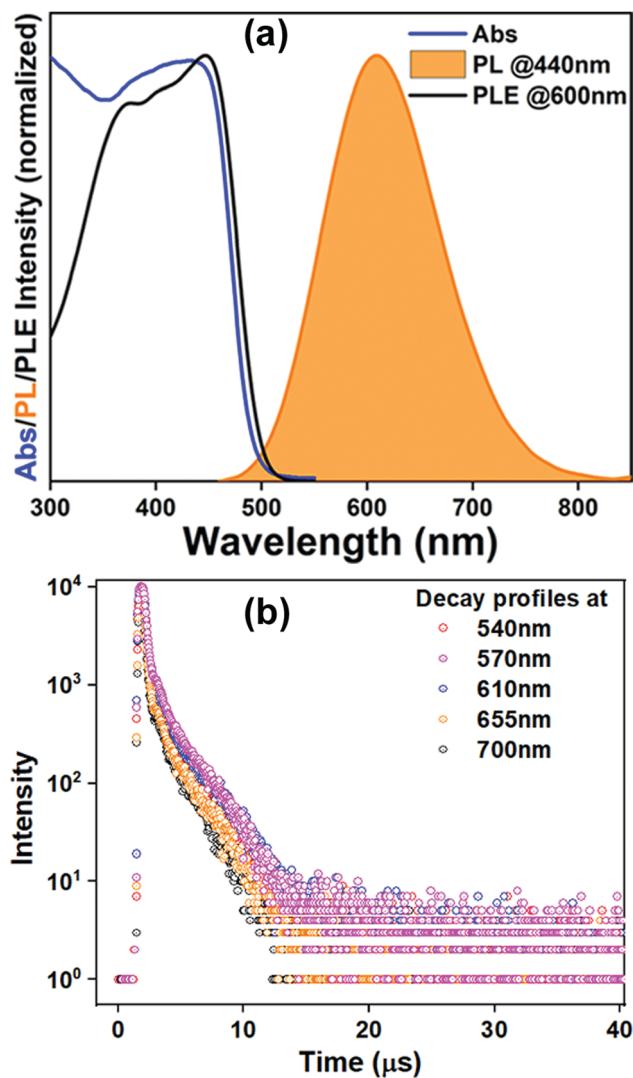 (a)
Abs
PL @440nm
PLE @600nm
Abs/PL/PLE Intensity (normalized)
300 400 500 600 700 800
Wavelength (nm)
(b)
Decay profiles at
540nm
570nm
610nm
655nm
700nm
Intensity
10⁴
10³
10²
10¹
10⁰
0 10 20 30 40
Time (μs)